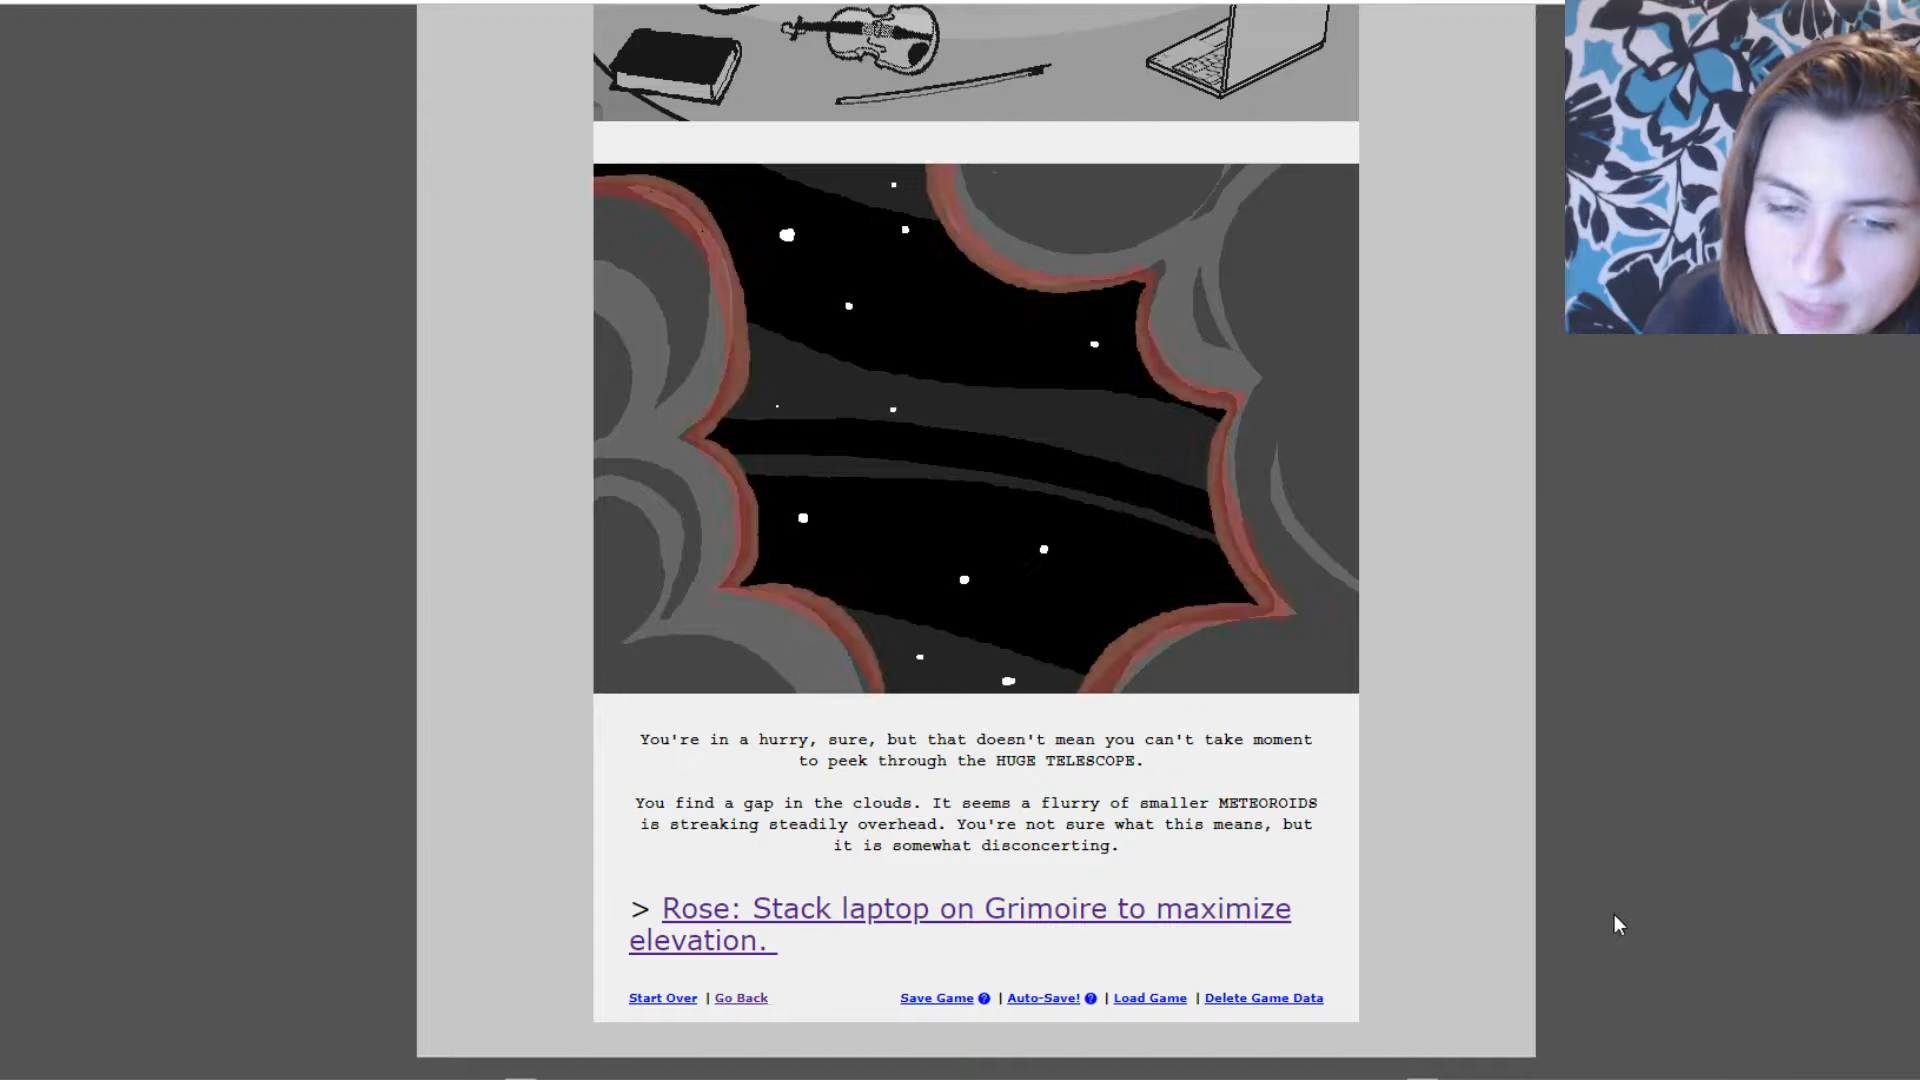 You're in a hurry, sure, but that doesn't mean you can't take moment
to peek through the HUGE TELESCOPE.
You find a gap in the clouds. It seems a flurry of smaller METEOROIDS
is streaking steadily overhead. You're not sure what this means, but
it is somewhat disconcerting.
> Rose: Stack laptop on Grimoire to maximize
elevation.
Start Over | Go Back Save Game ? | Auto-Save! ? | Load Game | Delete Game Data